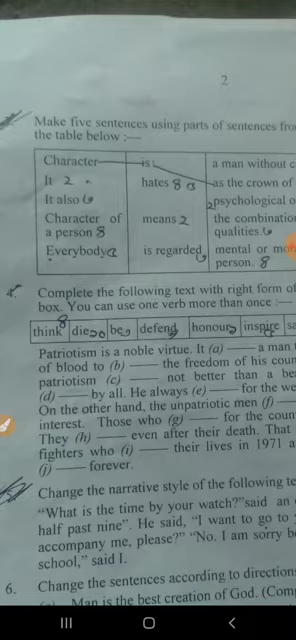 2
Make five sentences using parts of sentences from
the table below :—
Character is a man without c
It 2 hates 8 a as the crown of
It also psychological o
Character of means 2 the combination
a person 8 qualities.
Everybody is regarded mental or mor
person. 8
Complete the following text with right form of
box. You can use one verb more than once :—
think die be defend honour inspire sa
Patriotism is a noble virtue. It (a) —— a man t
of blood to (b) —— the freedom of his coun
patriotism (c) —— not better than a bea
(d) —— by all. He always (e) —— for the we
On the other hand, the unpatriotic men (f) ——
interest. Those who (g) —— for the coun
They (h) —— even after their death. That
fighters who (i) —— their lives in 1971 a
(j) —— forever.
Change the narrative style of the following te
“What is the time by your watch?”said an
half past nine”. He said, “I want to go to
accompany me, please?” “No. I am sorry b
school,” said I.
6. Change the sentences according to direction
Man is the best creation of God. (Comp